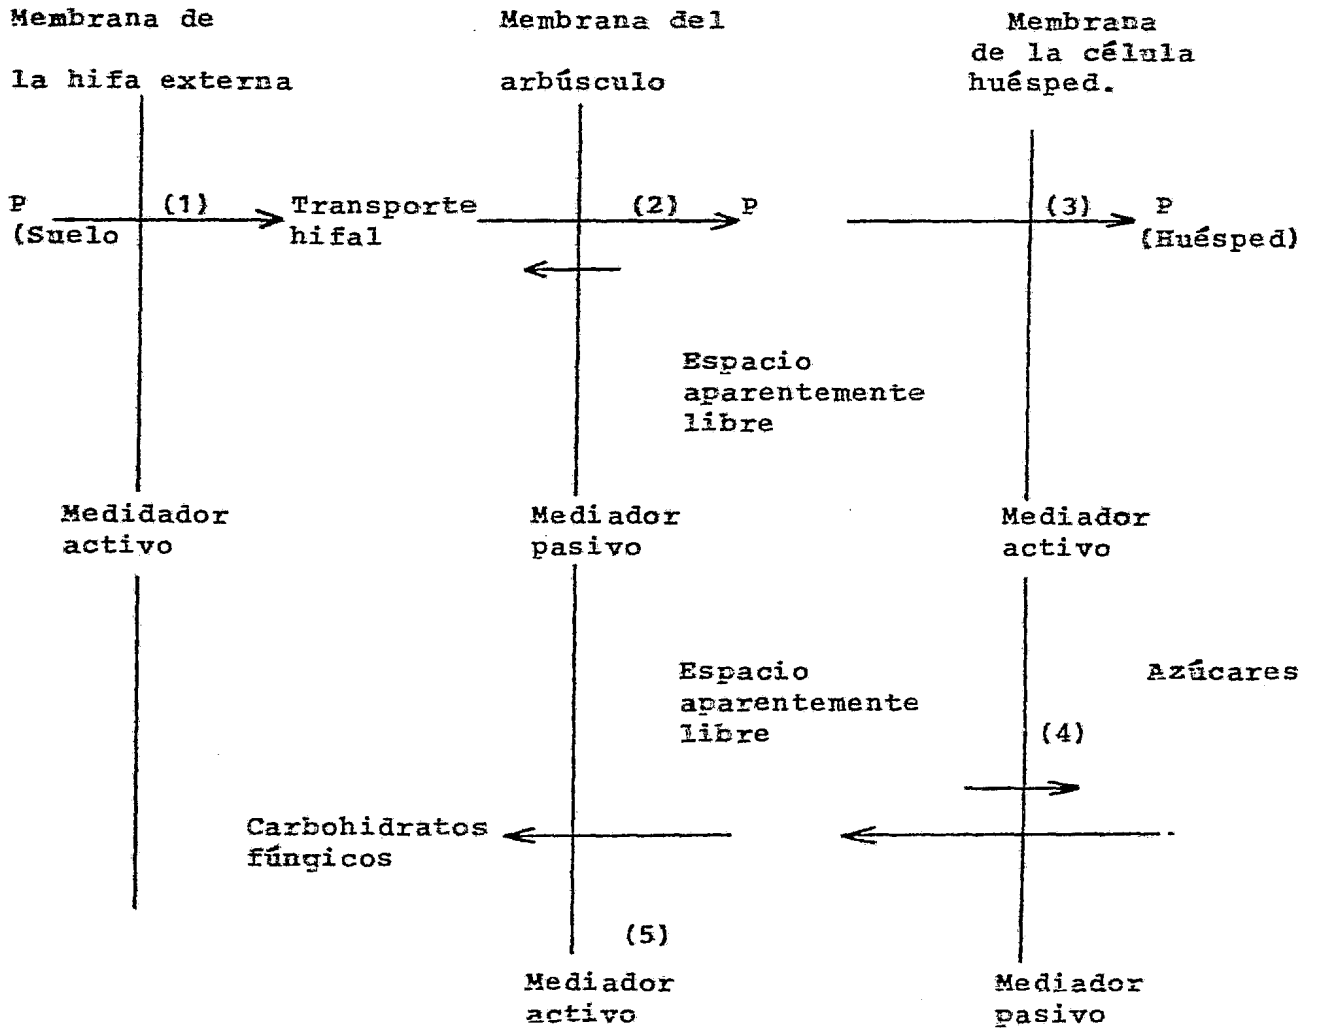 Membrana de
la hifa externa
Membrana del
arbúsculo
Membrana
de la célula
huésped.
P
(Suelo
(1)
Transporte
hifal
(2)
P
(3)
P
(Huésped)
Espacio
aparentemente
libre
Medidador
activo
Mediador
pasivo
Mediador
activo
Espacio
aparentemente
libre
Azúcares
(4)
Carbohidratos
fúngicos
(5)
Mediador
activo
Mediador
pasivo